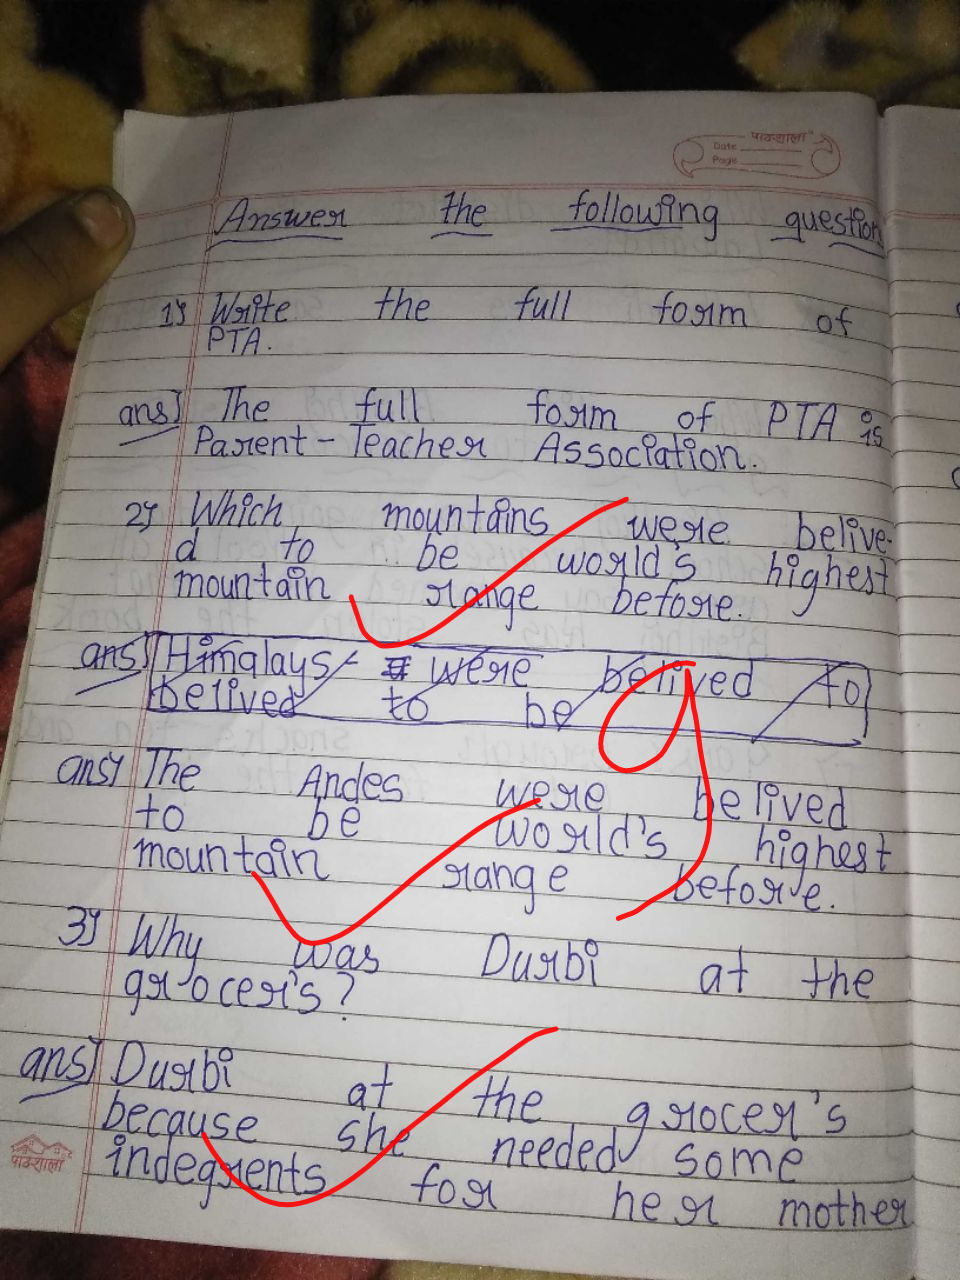 पाठशाला
Date
Page
Answer the following question
1) Write the full form of
PTA.
ans) The full form of PTA is
Parent-Teacher Association.
2) Which mountains were belive-
d to be world's highest
mountain range before.
ans) Himalays were belived to
belived to be
ans) The Andes were belived
to be world's highest
mountain range before.
3) Why was Durbi at the
grocer's?
ans) Durbi at the grocer's
because she needed some
indegrents for her mother
पाठशाला